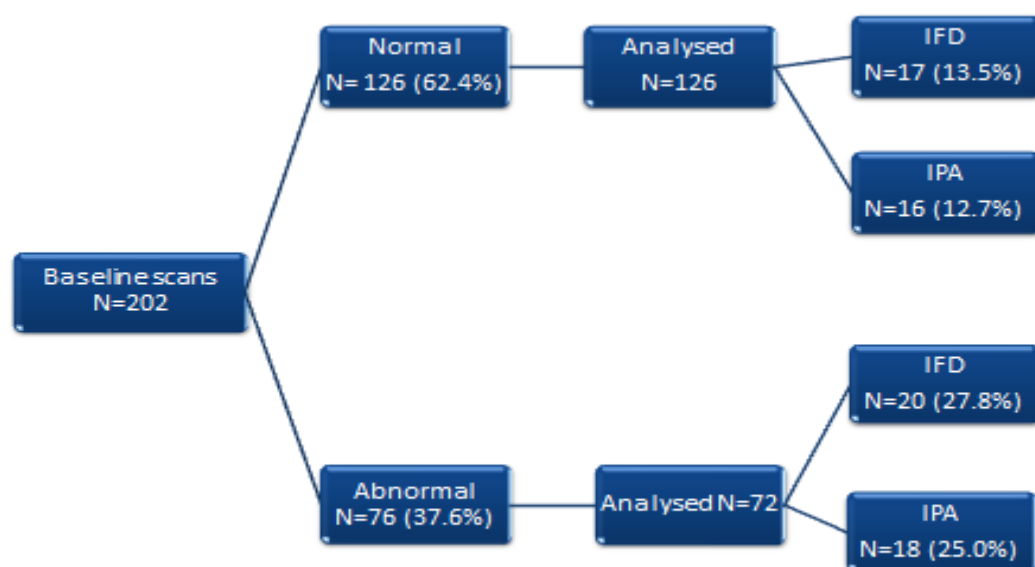 Baseline scans
N=202
Normal
N= 126 (62.4%)
Analysed
N=126
IFD
N=17 (13.5%)
IPA
N=16 (12.7%)
Abnormal
N=76 (37.6%)
Analysed N=72
IFD
N=20 (27.8%)
IPA
N=18 (25.0%)